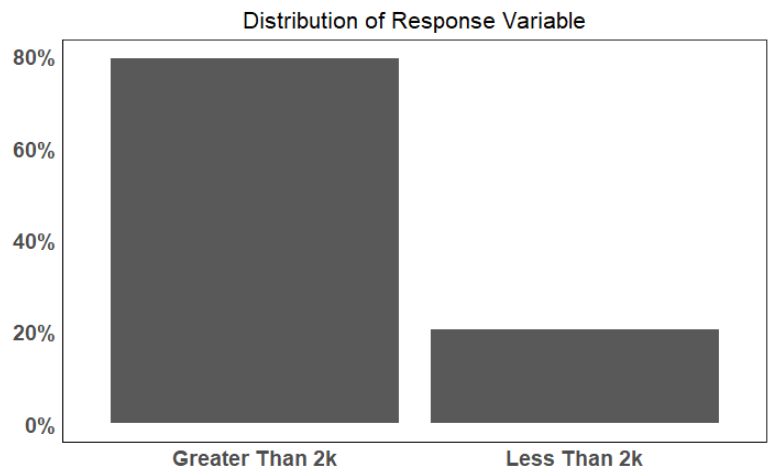 Distribution of Response Variable
80%
60%
40%
20%
0%
Greater Than 2k Less Than 2k